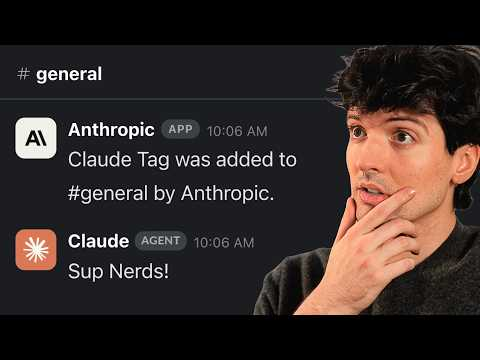 # general
Anthropic APP 10:06 AM
Claude Tag was added to
#general by Anthropic.
Claude AGENT 10:06 AM
Sup Nerds!